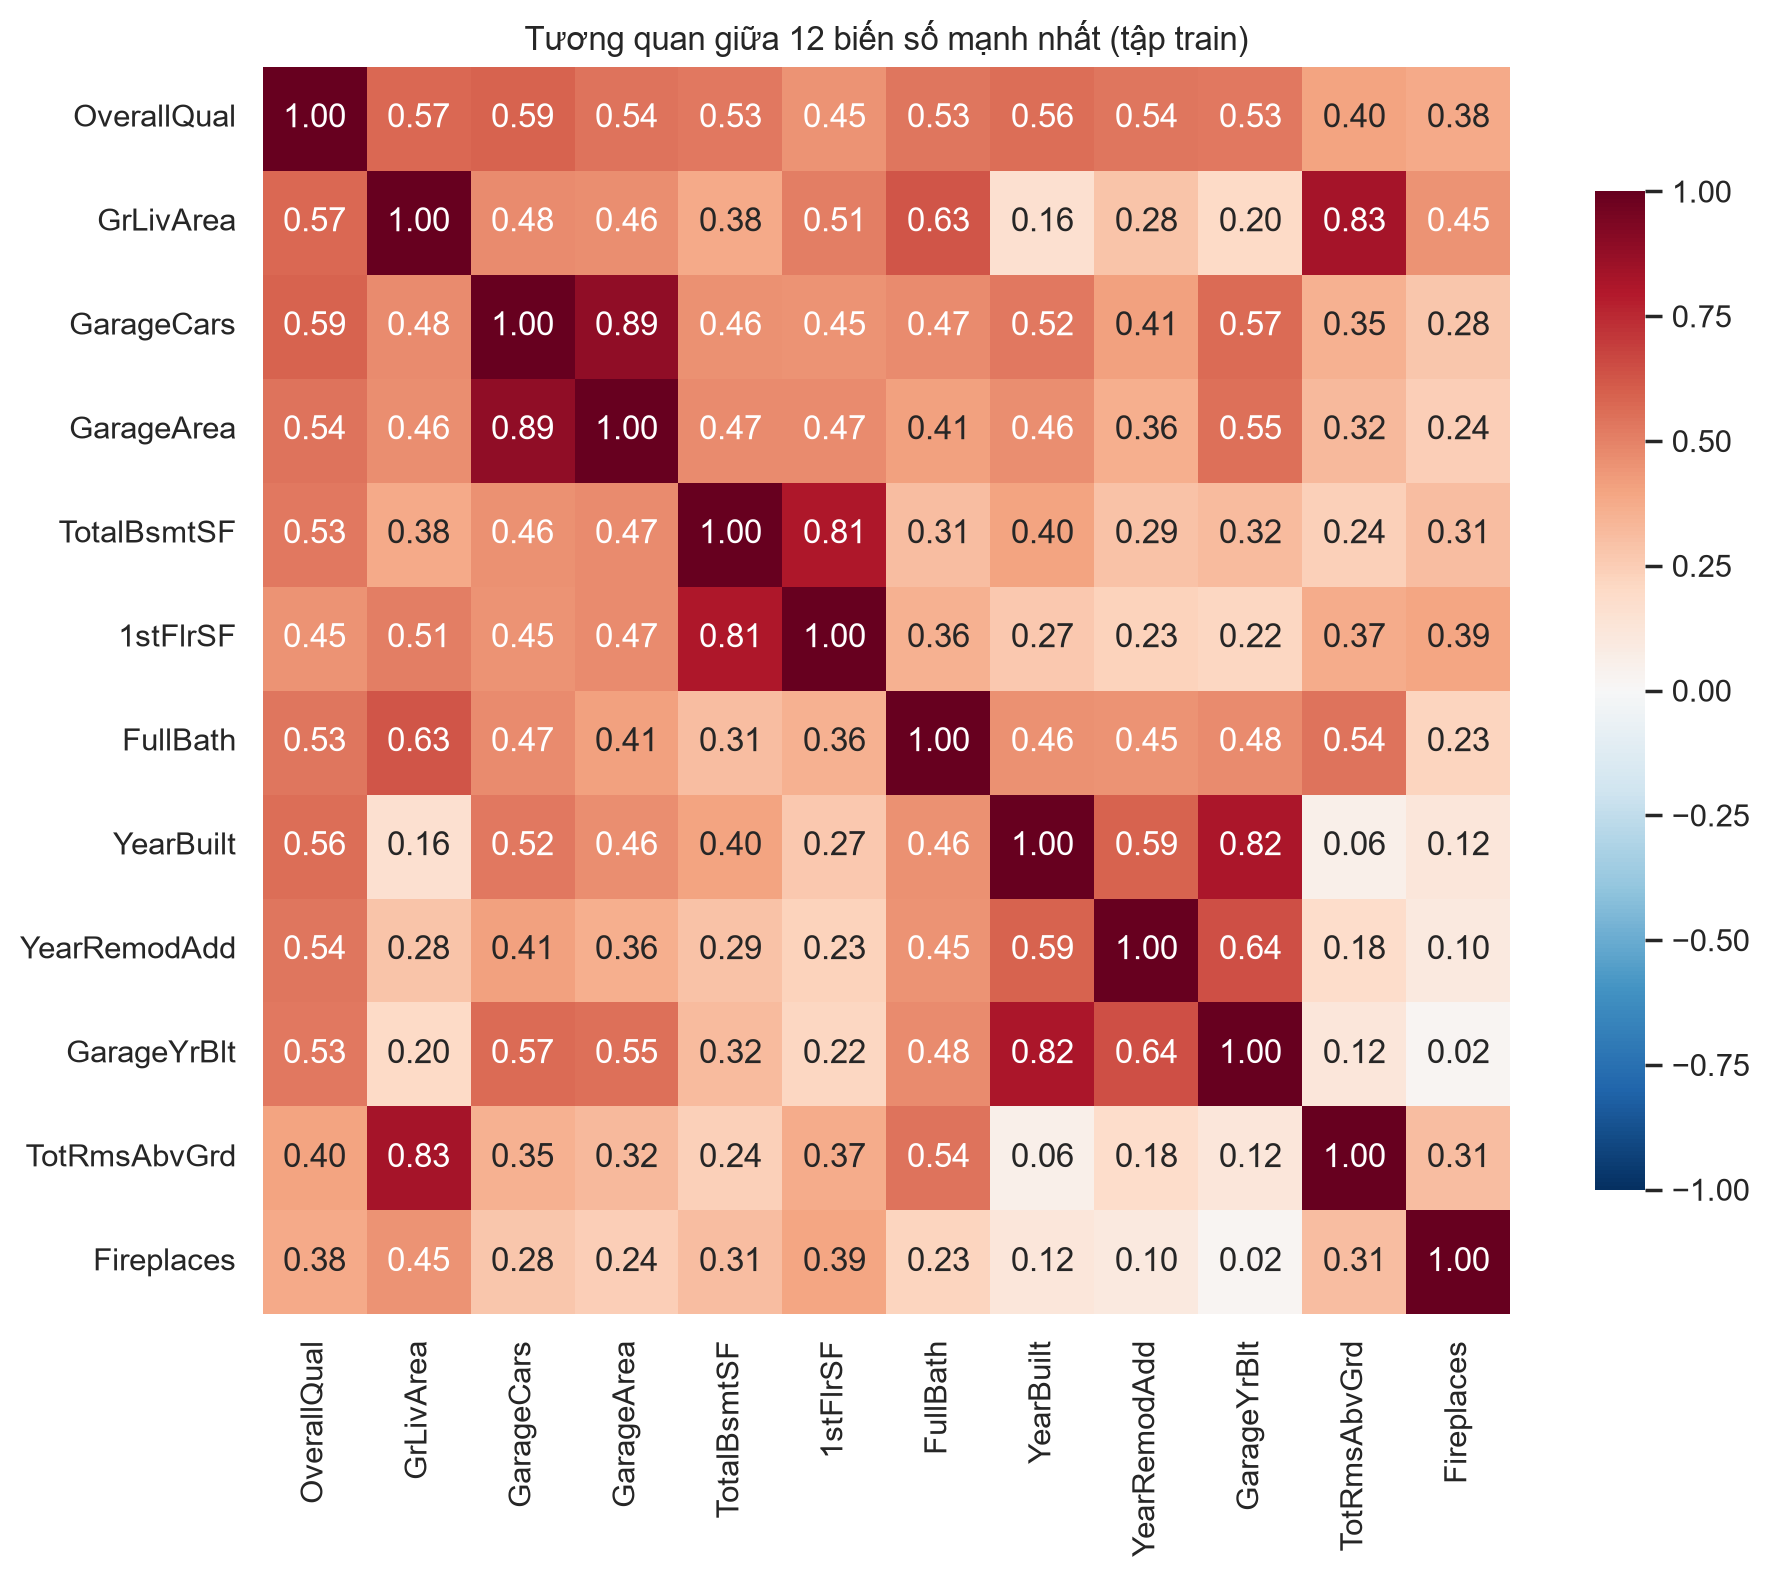 Tương quan giữa 12 biến số mạnh nhất (tập train)
OverallQual 1.00 0.57 0.59 0.54 0.53 0.45 0.53 0.56 0.54 0.53 0.40 0.38
GrLivArea 0.57 1.00 0.48 0.46 0.38 0.51 0.63 0.16 0.28 0.20 0.83 0.45
GarageCars 0.59 0.48 1.00 0.89 0.46 0.45 0.47 0.52 0.41 0.57 0.35 0.28
GarageArea 0.54 0.46 0.89 1.00 0.47 0.47 0.41 0.46 0.36 0.55 0.32 0.24
TotalBsmtSF 0.53 0.38 0.46 0.47 1.00 0.81 0.31 0.40 0.29 0.32 0.24 0.31
1stFlrSF 0.45 0.51 0.45 0.47 0.81 1.00 0.36 0.27 0.23 0.22 0.37 0.39
FullBath 0.53 0.63 0.47 0.41 0.31 0.36 1.00 0.46 0.45 0.48 0.54 0.23
YearBuilt 0.56 0.16 0.52 0.46 0.40 0.27 0.46 1.00 0.59 0.82 0.06 0.12
YearRemodAdd 0.54 0.28 0.41 0.36 0.29 0.23 0.45 0.59 1.00 0.64 0.18 0.10
GarageYrBlt 0.53 0.20 0.57 0.55 0.32 0.22 0.48 0.82 0.64 1.00 0.12 0.02
TotRmsAbvGrd 0.40 0.83 0.35 0.32 0.24 0.37 0.54 0.06 0.18 0.12 1.00 0.31
Fireplaces 0.38 0.45 0.28 0.24 0.31 0.39 0.23 0.12 0.10 0.02 0.31 1.00
OverallQual
GrLivArea
GarageCars
GarageArea
TotalBsmtSF
1stFlrSF
FullBath
YearBuilt
YearRemodAdd
GarageYrBlt
TotRmsAbvGrd
Fireplaces
1.00
0.75
0.50
0.25
0.00
−0.25
−0.50
−0.75
−1.00